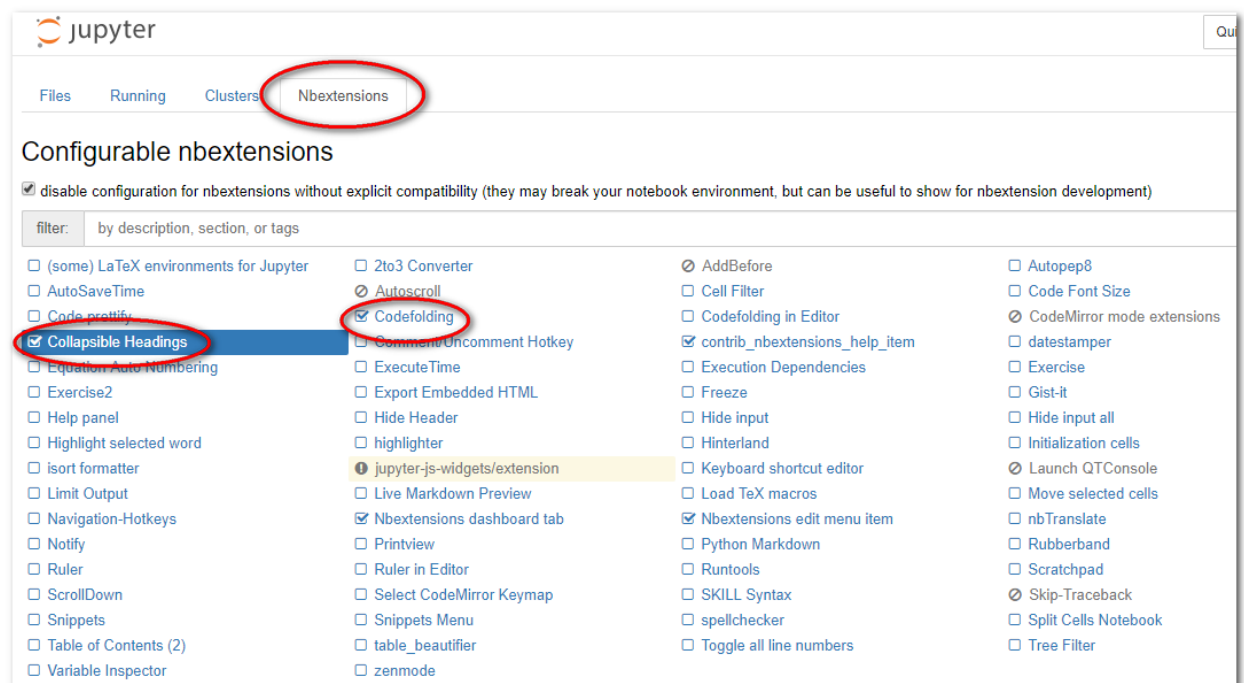 jupyter
Qui
Files Running Clusters Nbextensions
Configurable nbextensions
disable configuration for nbextensions without explicit compatibility (they may break your notebook environment, but can be useful to show for nbextension development)
filter: by description, section, or tags
(some) LaTeX environments for Jupyter 2to3 Converter AddBefore Autopep8
AutoSaveTime Autoscroll Cell Filter Code Font Size
Code prettify Codefolding Codefolding in Editor CodeMirror mode extensions
Collapsible Headings Comment/Uncomment Hotkey contrib_nbextensions_help_item datestamper
Equation Auto Numbering ExecuteTime Execution Dependencies Exercise
Exercise2 Export Embedded HTML Freeze Gist-it
Help panel Hide Header Hide input Hide input all
Highlight selected word highlighter Hinterland Initialization cells
isort formatter jupyter-js-widgets/extension Keyboard shortcut editor Launch QTConsole
Limit Output Live Markdown Preview Load TeX macros Move selected cells
Navigation-Hotkeys Nbextensions dashboard tab Nbextensions edit menu item nbTranslate
Notify Printview Python Markdown Rubberband
Ruler Ruler in Editor Runtools Scratchpad
ScrollDown Select CodeMirror Keymap SKILL Syntax Skip-Traceback
Snippets Snippets Menu spellchecker Split Cells Notebook
Table of Contents (2) table_beautifier Toggle all line numbers Tree Filter
Variable Inspector zenmode